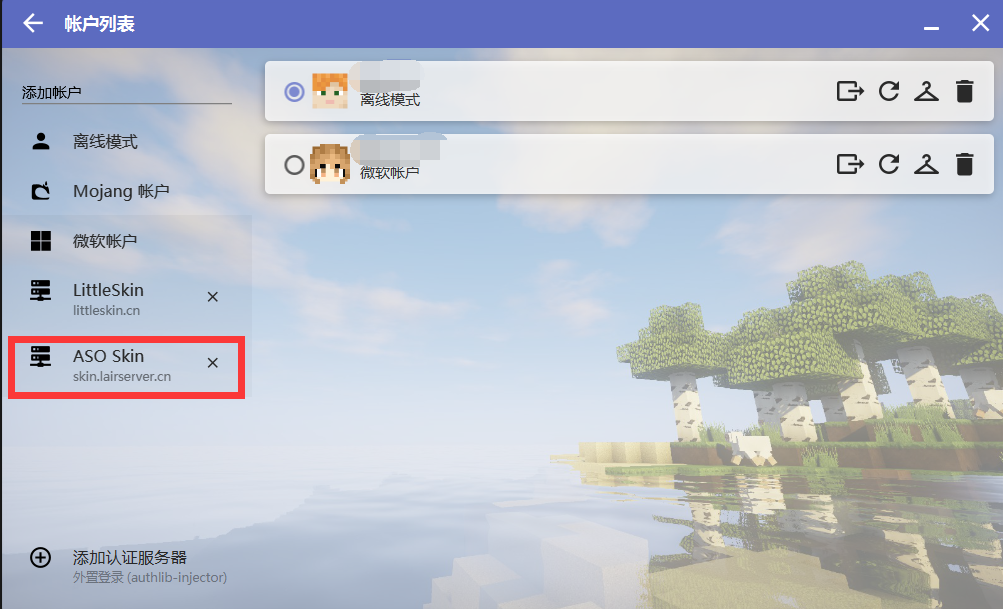 帐户列表
添加帐户
离线模式
Mojang 帐户
微软帐户
LittleSkin
littleskin.cn
ASO Skin
skin.lairserver.cn
添加认证服务器
外置登录 (authlib-injector)
离线模式
微软帐户